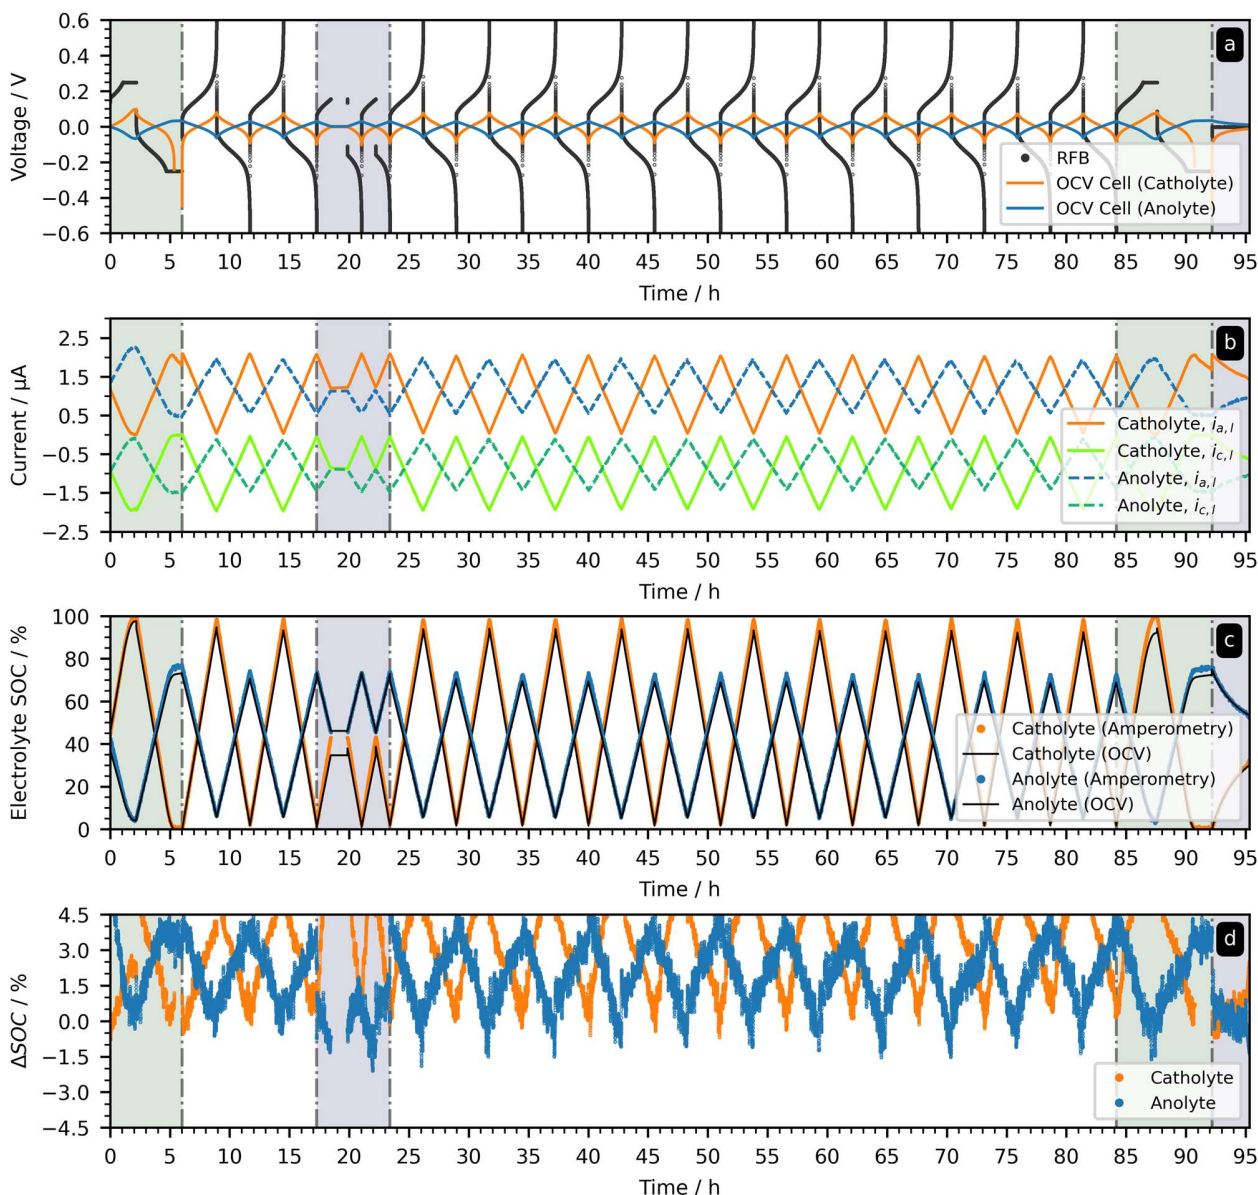 a
0.6
0.4
0.2
0.0
−0.2
−0.4
−0.6
Voltage / V
RFB
OCV Cell (Catholyte)
OCV Cell (Anolyte)
0 5 10 15 20 25 30 35 40 45 50 55 60 65 70 75 80 85 90 95
Time / h
b
2.5
1.5
0.5
−0.5
−1.5
−2.5
Current / μA
Catholyte, i_{a,l}
Catholyte, i_{c,l}
Anolyte, i_{a,l}
Anolyte, i_{c,l}
0 5 10 15 20 25 30 35 40 45 50 55 60 65 70 75 80 85 90 95
Time / h
c
100
80
60
40
20
0
Electrolyte SOC / %
Catholyte (Amperometry)
Catholyte (OCV)
Anolyte (Amperometry)
Anolyte (OCV)
0 5 10 15 20 25 30 35 40 45 50 55 60 65 70 75 80 85 90 95
Time / h
d
4.5
3.0
1.5
0.0
−1.5
−3.0
−4.5
ΔSOC / %
Catholyte
Anolyte
0 5 10 15 20 25 30 35 40 45 50 55 60 65 70 75 80 85 90 95
Time / h